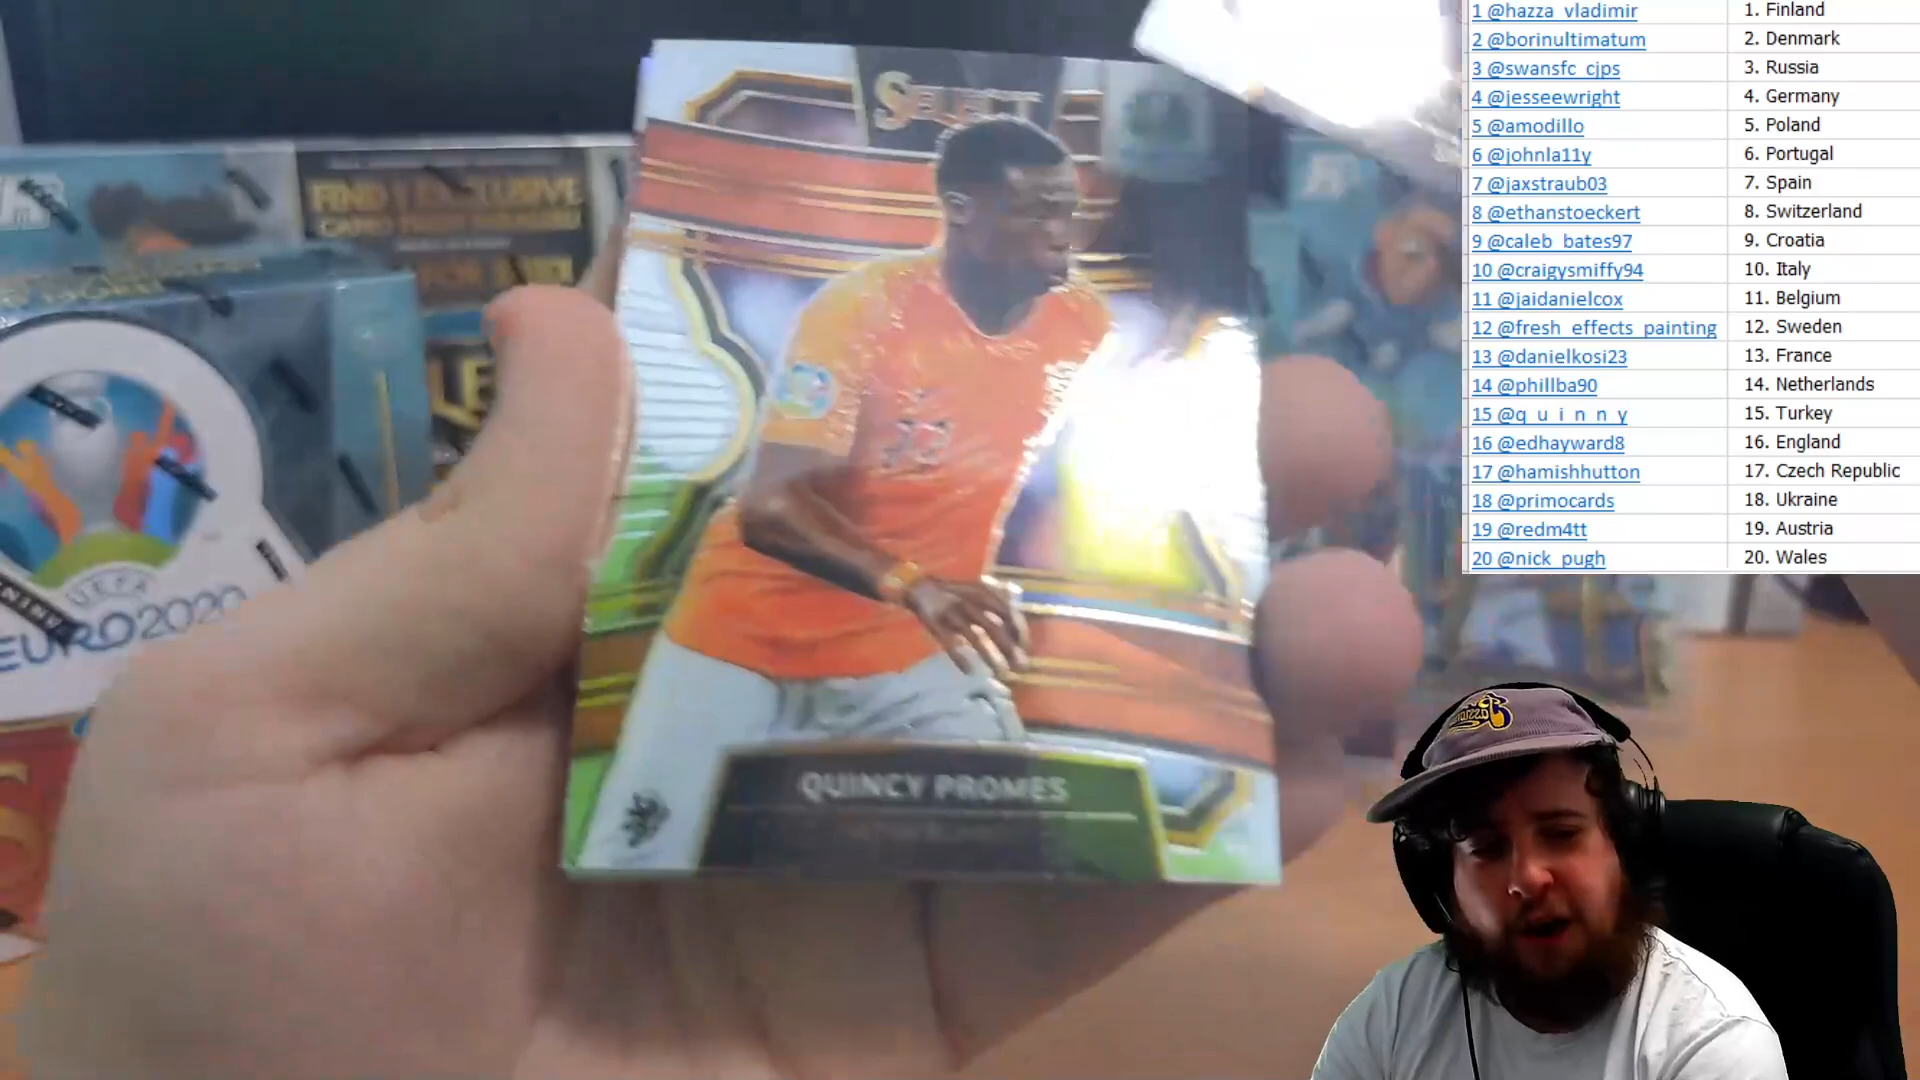 1 @hazza_vladimir 1. Finland
2 @borinultimatum 2. Denmark
3 @swansfc_cjps 3. Russia
4 @jesseewright 4. Germany
5 @amodillo 5. Poland
6 @johnla11y 6. Portugal
7 @jaxstraub03 7. Spain
8 @ethanstoeckert 8. Switzerland
9 @caleb_bates97 9. Croatia
10 @craigysmiffy94 10. Italy
11 @jaidanielcox 11. Belgium
12 @fresh_effects_painting 12. Sweden
13 @danielkosi23 13. France
14 @phillba90 14. Netherlands
15 @q_u_i_n_n_y 15. Turkey
16 @edhayward8 16. England
17 @hamishhutton 17. Czech Republic
18 @primocards 18. Ukraine
19 @redm4tt 19. Austria
20 @nick_pugh 20. Wales
SELECT
FIND EXCLUSIVE
UEFA
EURO2020
PANINI
QUINCY PROMES